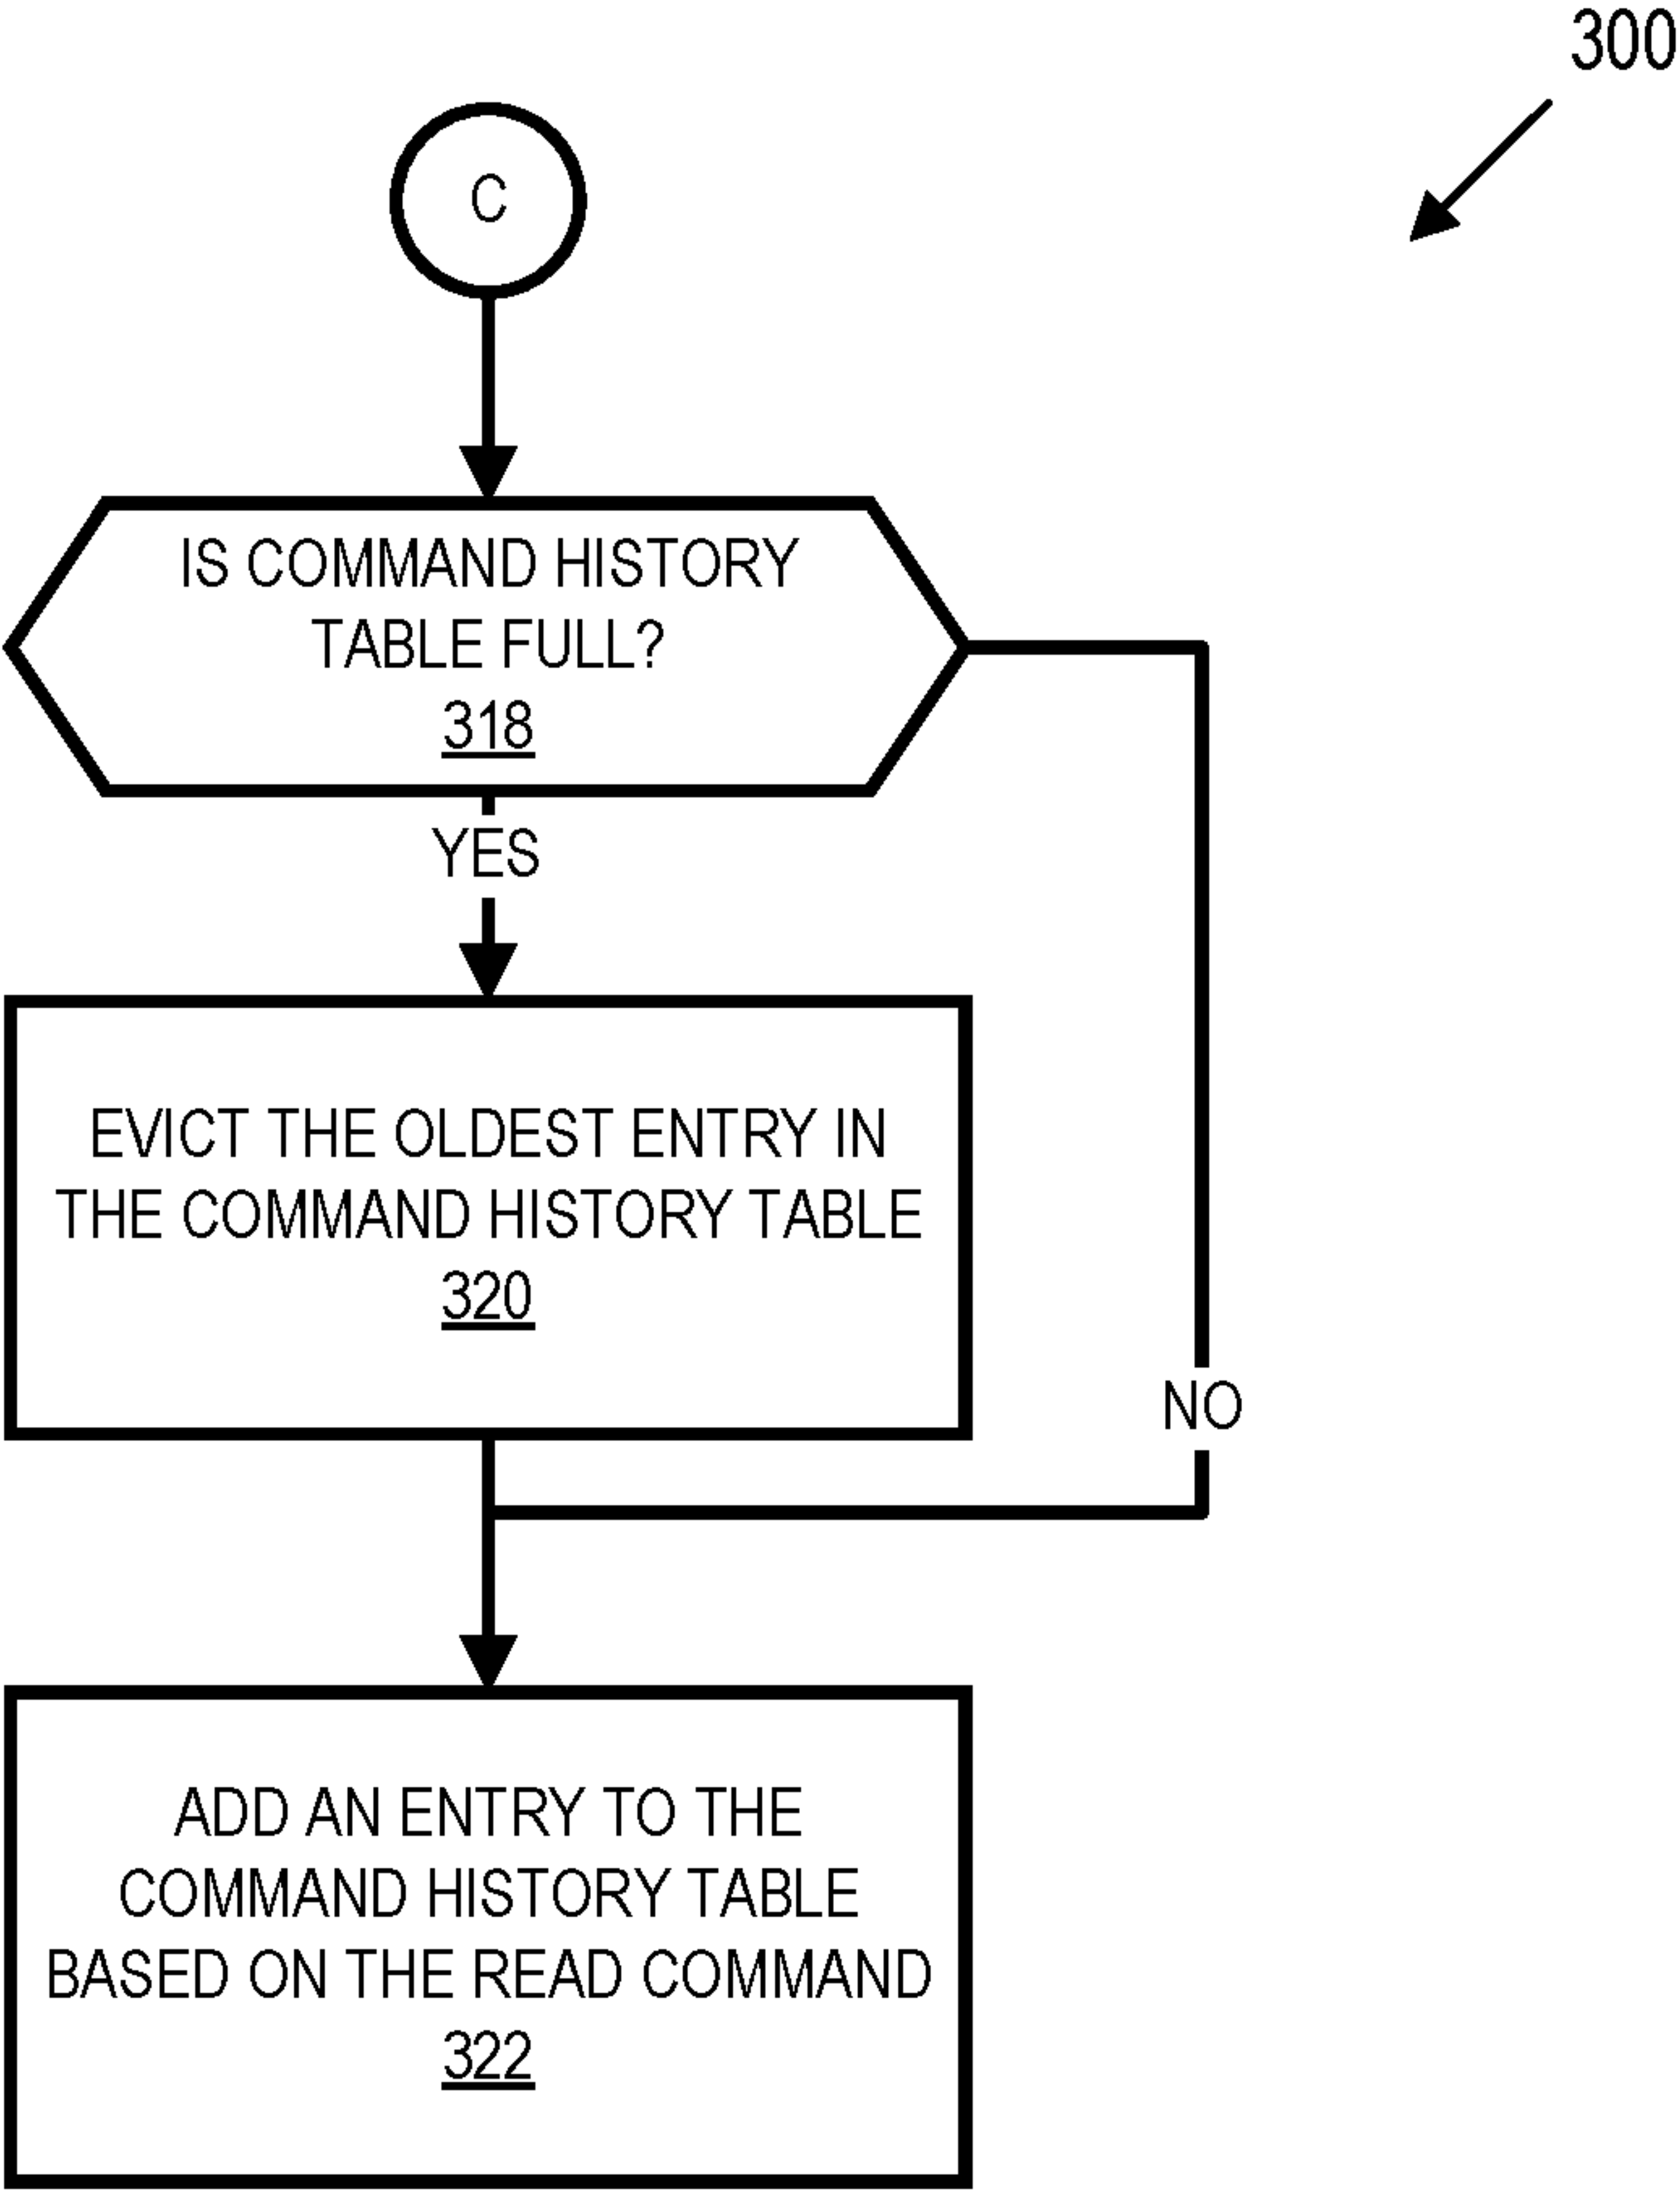 300
C
IS COMMAND HISTORY
TABLE FULL?
318
YES
EVICT THE OLDEST ENTRY IN
THE COMMAND HISTORY TABLE
320
NO
ADD AN ENTRY TO THE
COMMAND HISTORY TABLE
BASED ON THE READ COMMAND
322